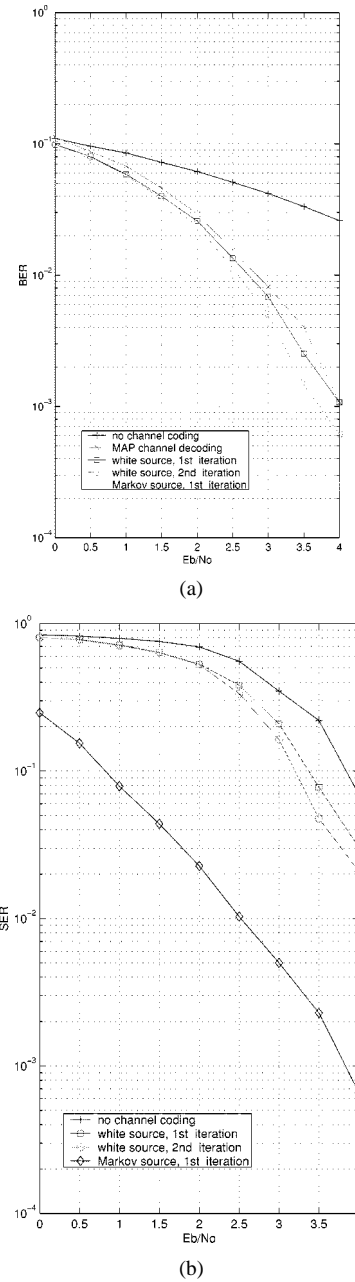 10^0
10^-1
10^-2
10^-3
10^-4
BER
no channel coding
MAP channel decoding
white source, 1st iteration
white source, 2nd iteration
Markov source, 1st iteration
0 0.5 1 1.5 2 2.5 3 3.5 4
Eb/No
(a)
10^0
10^-1
10^-2
10^-3
10^-4
SER
no channel coding
white source, 1st iteration
white source, 2nd iteration
Markov source, 1st iteration
0 0.5 1 1.5 2 2.5 3 3.5
Eb/No
(b)